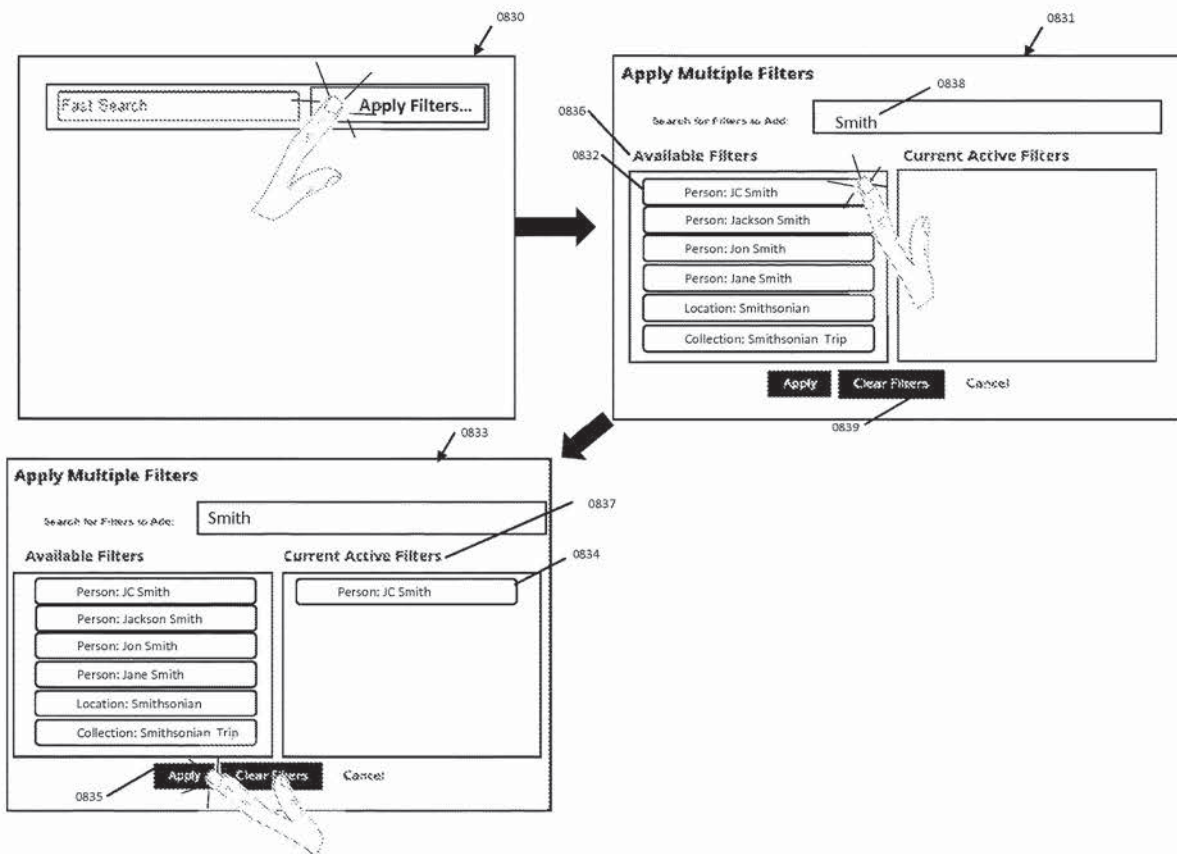 0830
Fast Search
Apply Filters...
0831
Apply Multiple Filters
0838
Search for Filters to Add:
Smith
0836
0832
Available Filters
Current Active Filters
Person: JC Smith
Person: Jackson Smith
Person: Jon Smith
Person: Jane Smith
Location: Smithsonian
Collection: Smithsonian Trip
Apply
Clear Filters
Cancel
0839
0833
Apply Multiple Filters
0837
Search for Filters to Add:
Smith
Available Filters
Current Active Filters
0834
Person: JC Smith
Person: JC Smith
Person: Jackson Smith
Person: Jon Smith
Person: Jane Smith
Location: Smithsonian
Collection: Smithsonian Trip
Apply
Clear Filters
Cancel
0835